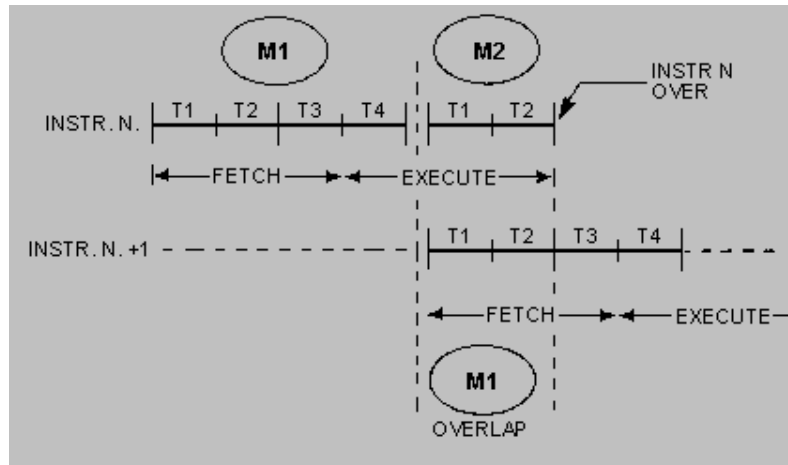 M1
M2
INSTR N
OVER
INSTR. N.
T1 T2 T3 T4 T1 T2
FETCH EXECUTE
INSTR. N. +1
T1 T2 T3 T4
FETCH EXECUTE
M1
OVERLAP